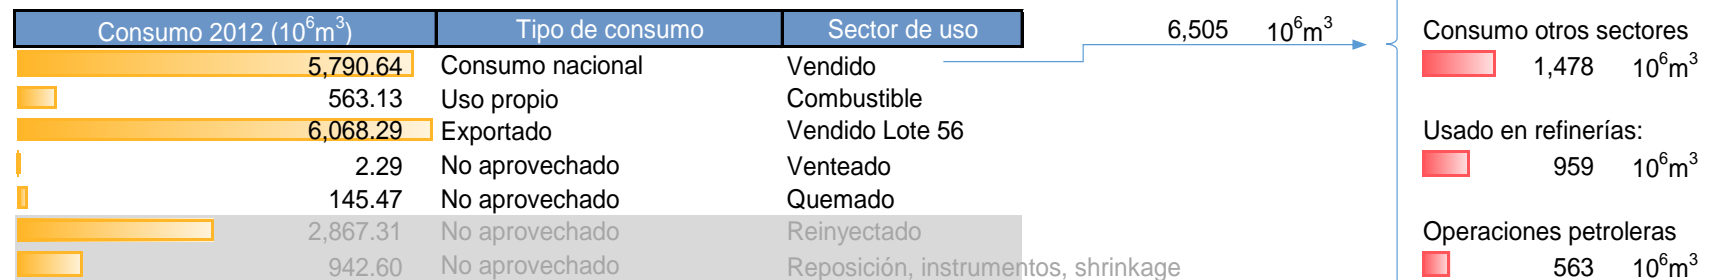 Consumo 2012 (10⁶m³) Tipo de consumo Sector de uso
5,790.64 Consumo nacional Vendido
563.13 Uso propio Combustible
6,068.29 Exportado Vendido Lote 56
2.29 No aprovechado Venteado
145.47 No aprovechado Quemado
2,867.31 No aprovechado Reinyectado
942.60 No aprovechado Reposición, instrumentos, shrinkage
6,505 10⁶m³
Consumo otros sectores
1,478 10⁶m³
Usado en refinerías:
959 10⁶m³
Operaciones petroleras
563 10⁶m³